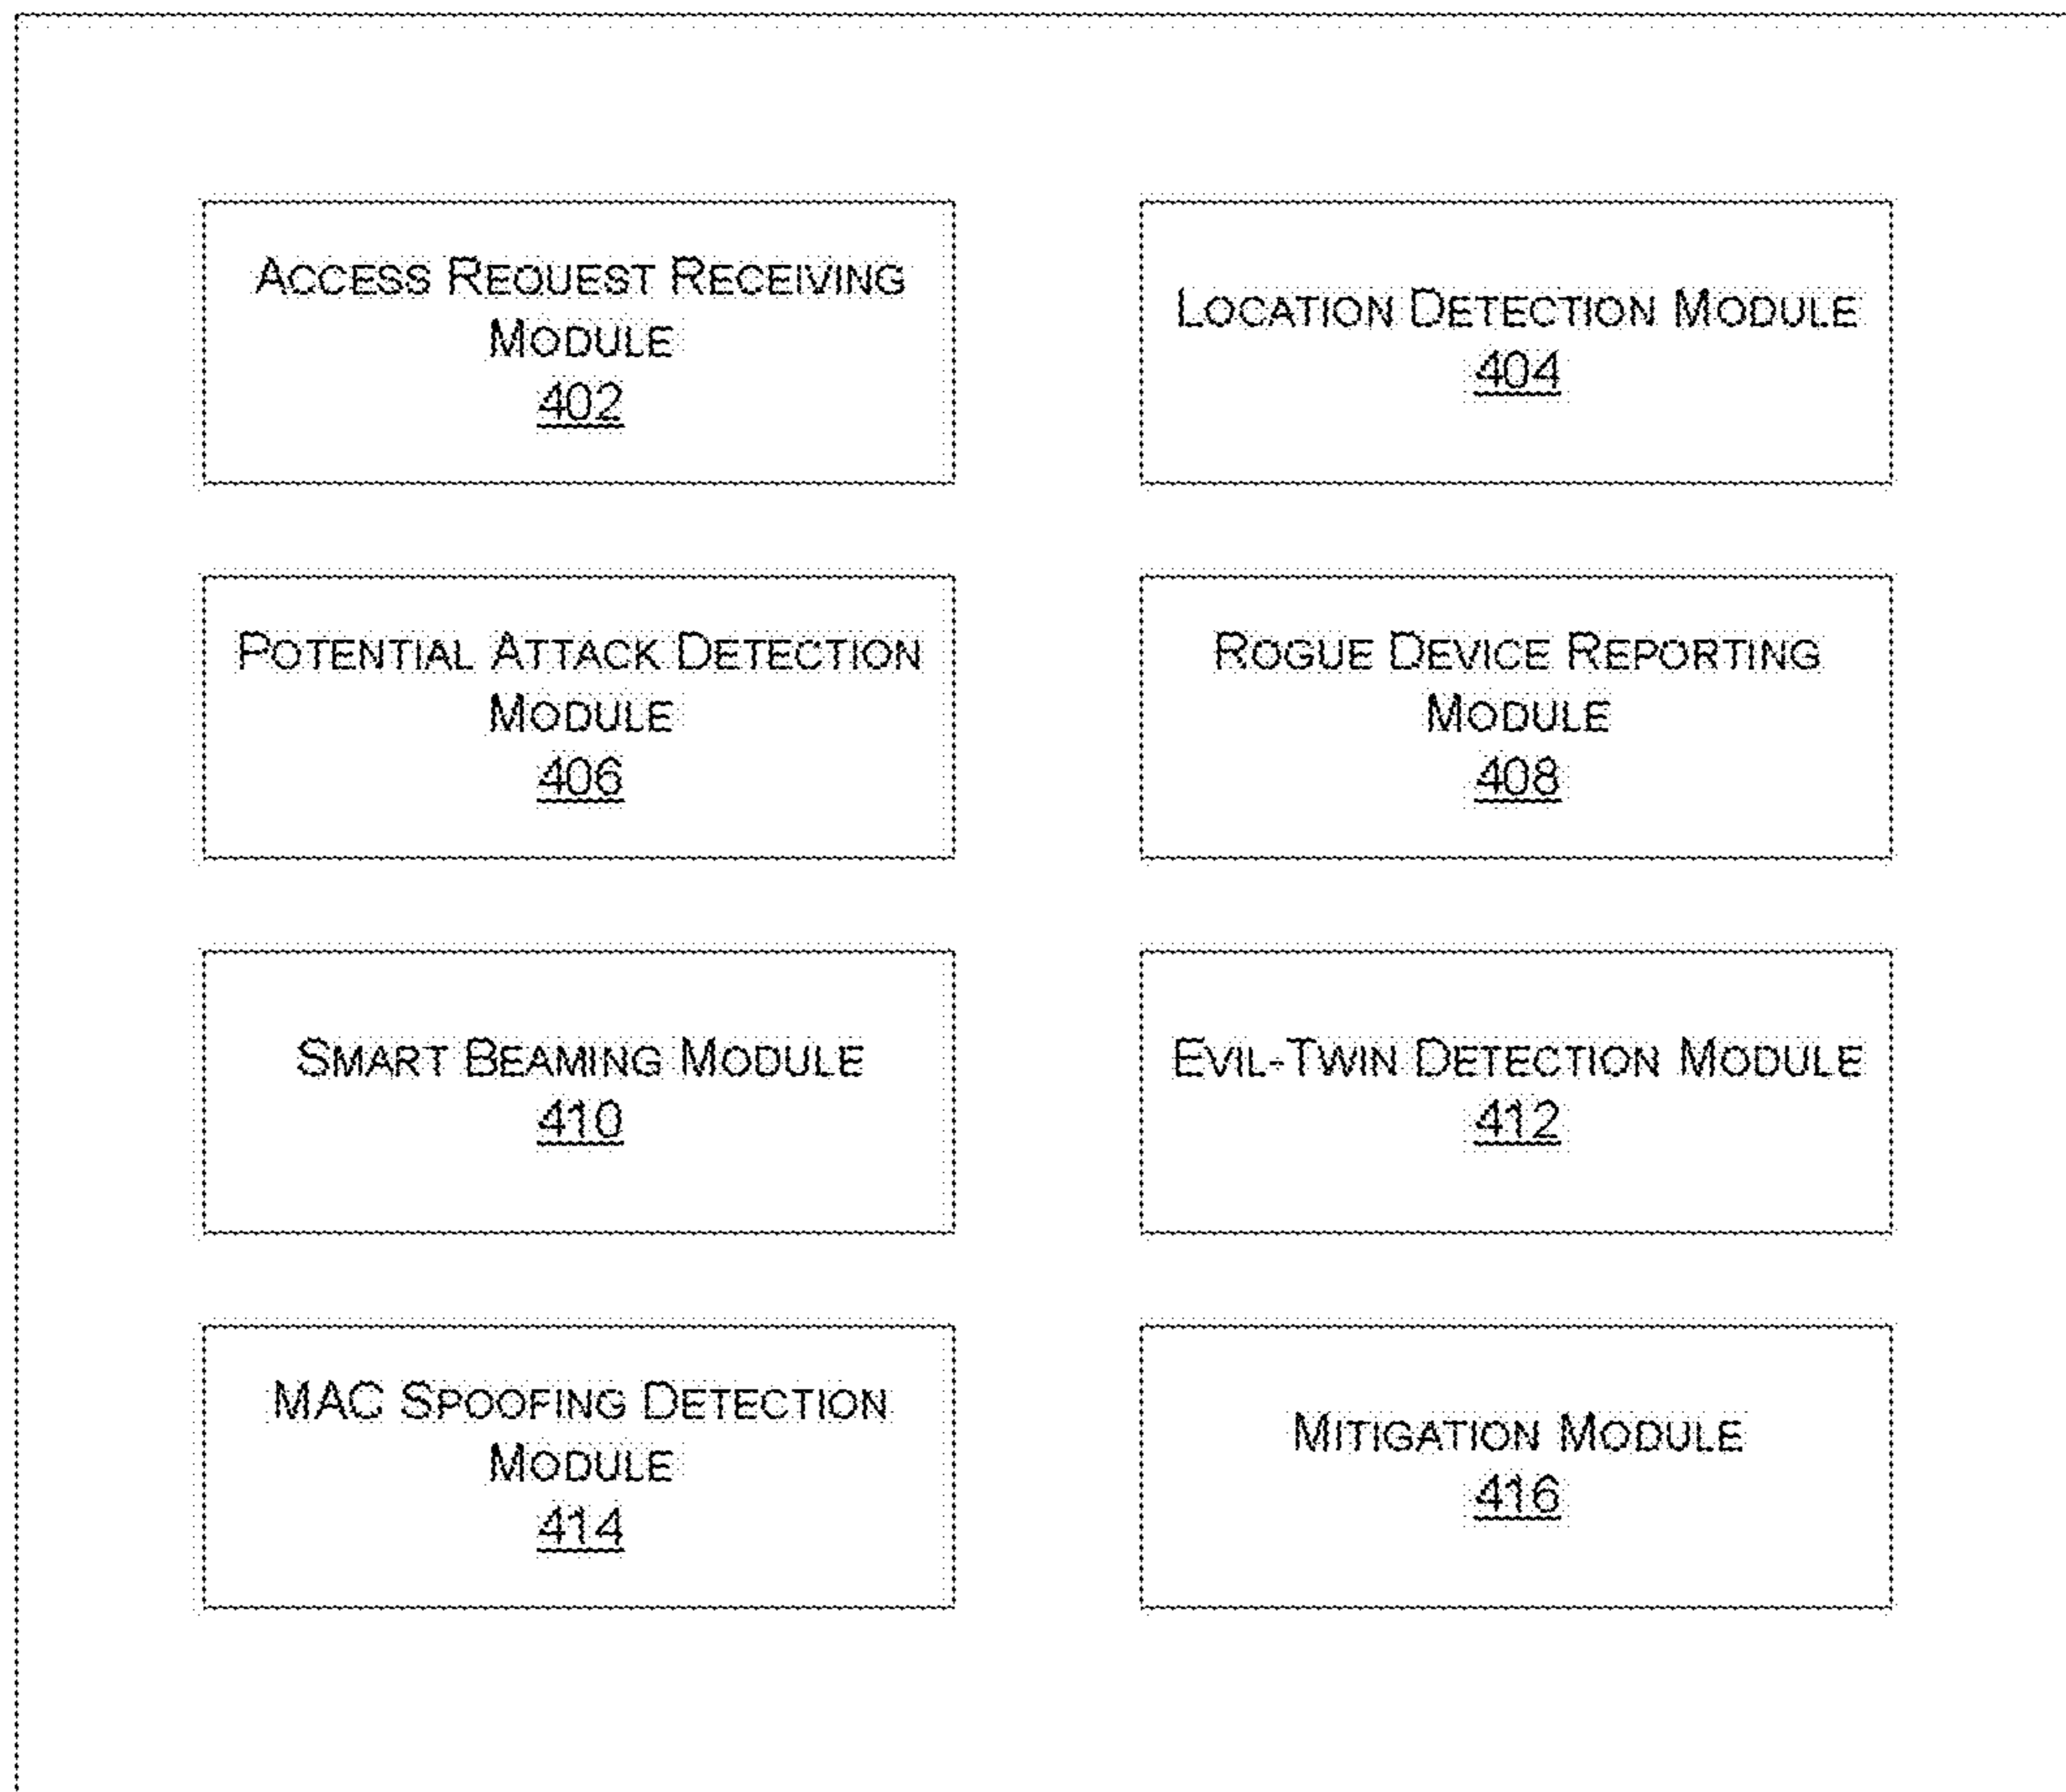 ACCESS REQUEST RECEIVING
MODULE
402
LOCATION DETECTION MODULE
404
POTENTIAL ATTACK DETECTION
MODULE
406
ROGUE DEVICE REPORTING
MODULE
408
SMART BEAMING MODULE
410
EVIL-TWIN DETECTION MODULE
412
MAC SPOOFING DETECTION
MODULE
414
MITIGATION MODULE
416